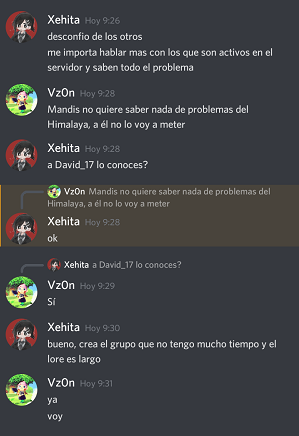 Xehita Hoy 9:26
desconfio de los otros
me importa hablar mas con los que son activos en el
servidor y saben todo el problema
Vz0n Hoy 9:28
Mandis no quiere saber nada de problemas del
Himalaya, a él no lo voy a meter
Xehita Hoy 9:28
a David_17 lo conoces?
Vz0n Mandis no quiere saber nada de problemas del
Himalaya, a él no lo voy a meter
Xehita Hoy 9:28
ok
Xehita a David_17 lo conoces?
Vz0n Hoy 9:29
Sí
Xehita Hoy 9:30
bueno, crea el grupo que no tengo mucho tiempo y el
lore es largo
Vz0n Hoy 9:31
ya
voy